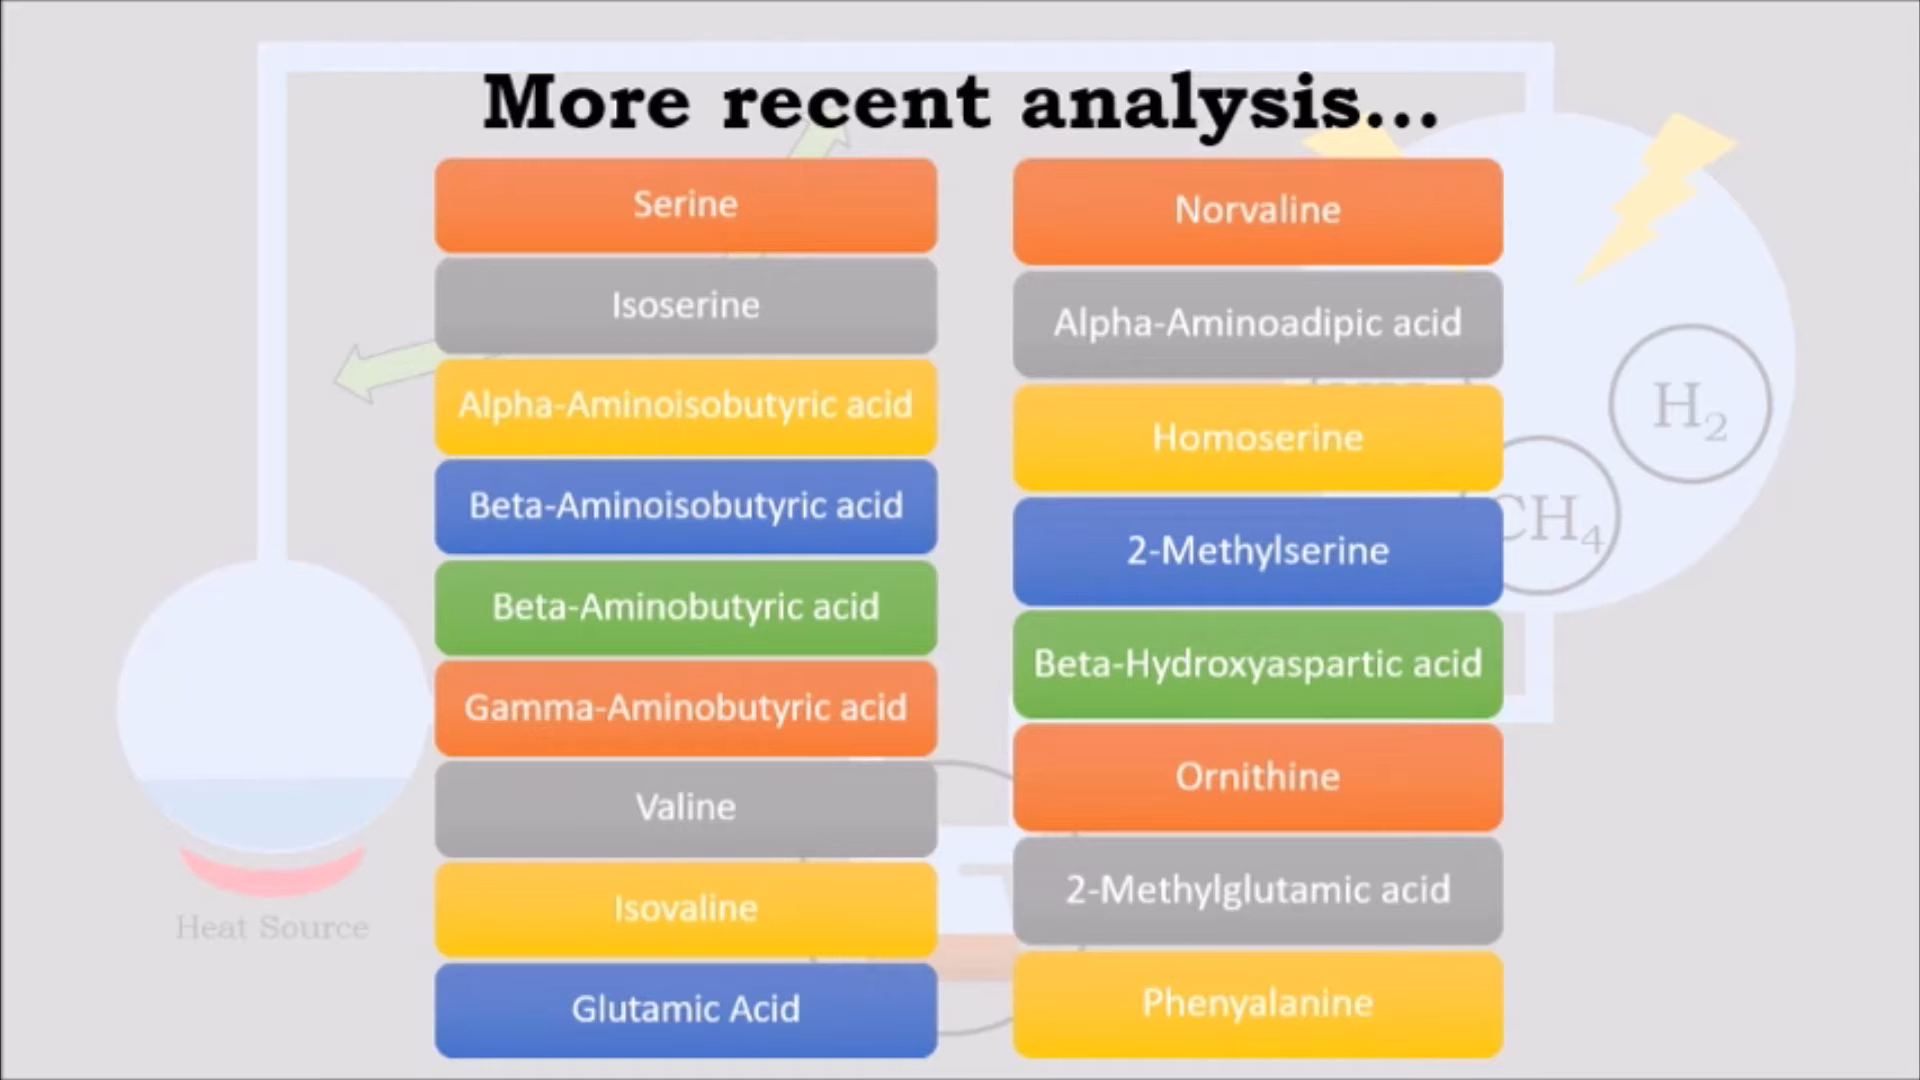 More recent analysis...
Serine
Isoserine
Alpha-Aminoisobutyric acid
Beta-Aminoisobutyric acid
Beta-Aminobutyric acid
Gamma-Aminobutyric acid
Valine
Isovaline
Glutamic Acid
Norvaline
Alpha-Aminoadipic acid
Homoserine
2-Methylserine
Beta-Hydroxyaspartic acid
Ornithine
2-Methylglutamic acid
Phenyalanine
H₂
CH₄
Heat Source